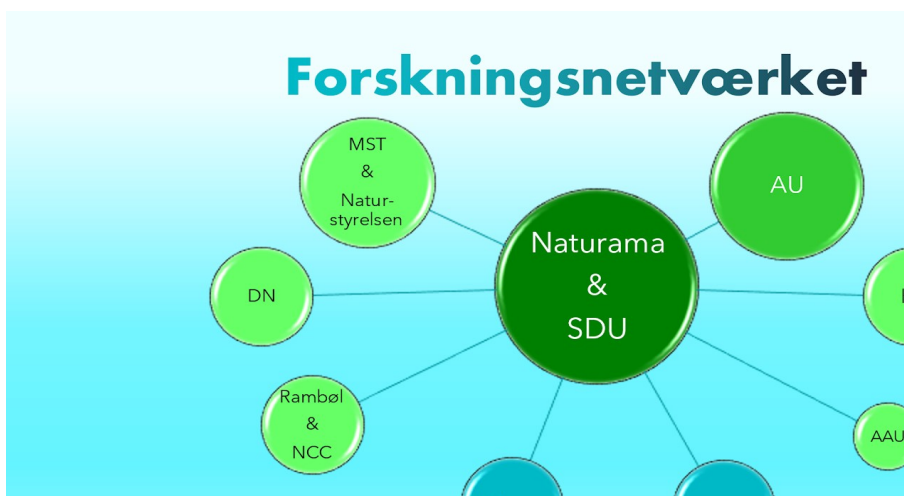 Forskningsnetværket
MST
&
Natur-
styrelsen
AU
Naturama
&
SDU
DN
Rambøl
&
NCC
AAU